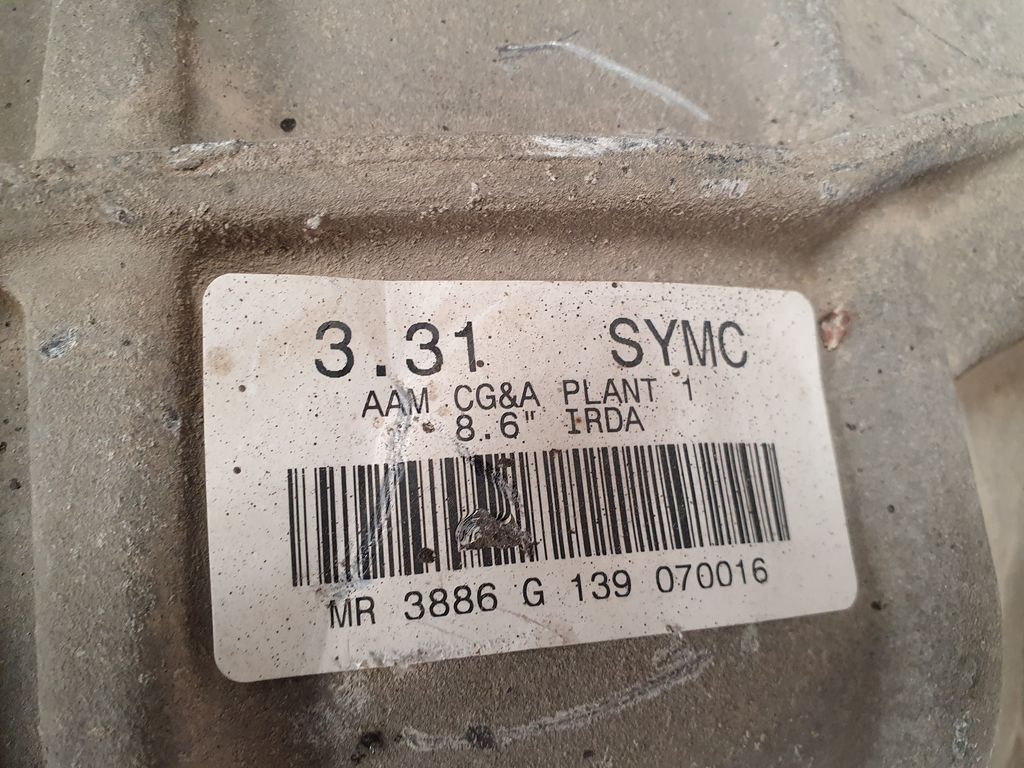 3.31 SYMC
AAM CG&A PLANT 1
8.6" IRDA
MR 3886 G 139 070016